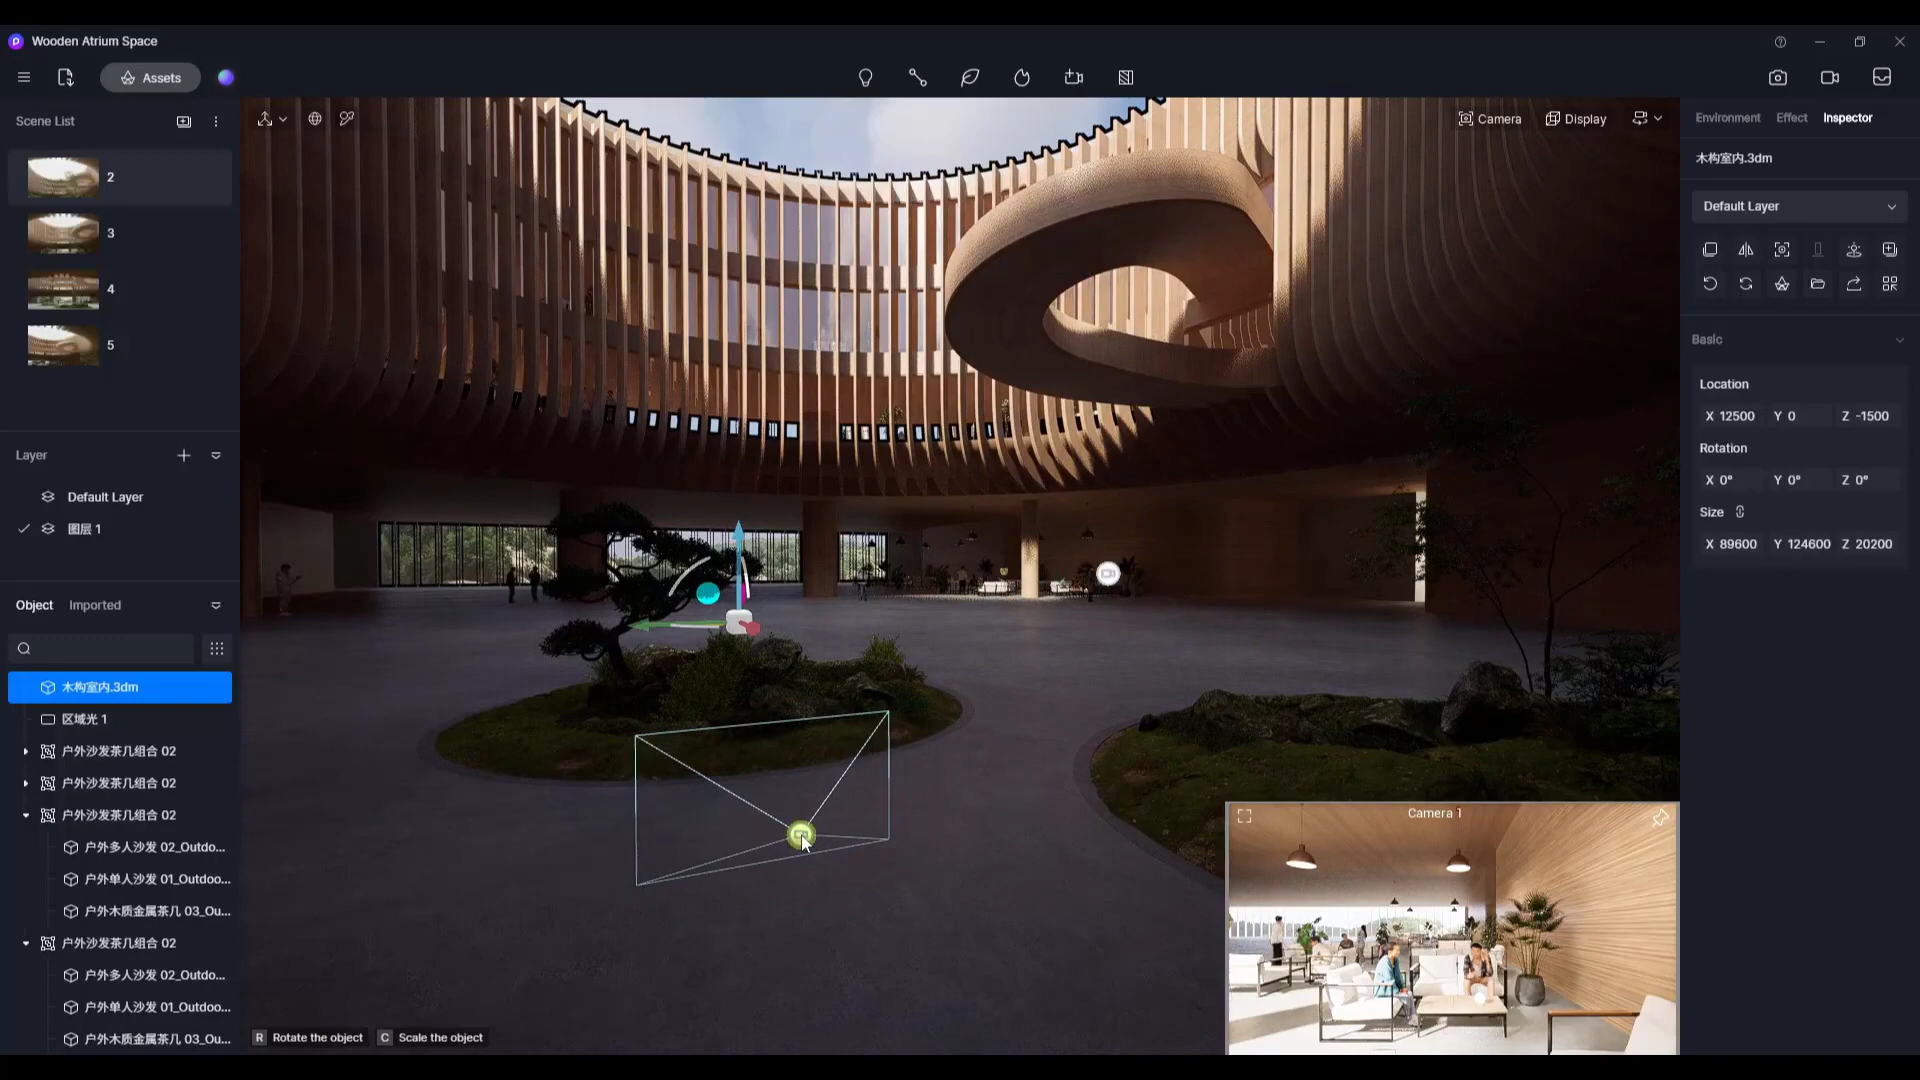 Wooden Atrium Space
Assets
Scene List
2
3
4
5
Layer
Default Layer
图层 1
Object Imported
木构室内.3dm
区域光 1
户外沙发茶几组合 02
户外沙发茶几组合 02
户外沙发茶几组合 02
户外多人沙发 02_Outdo...
户外单人沙发 01_Outdoo...
户外木质金属茶几 03_Ou...
户外沙发茶几组合 02
户外多人沙发 02_Outdo...
户外单人沙发 01_Outdoo...
户外木质金属茶几 03_Ou...
Camera Display
R Rotate the object C Scale the object
Camera 1
Environment Effect Inspector
木构室内.3dm
Default Layer
Basic
Location
X 12500 Y 0 Z -1500
Rotation
X 0° Y 0° Z 0°
Size
X 89600 Y 124600 Z 20200